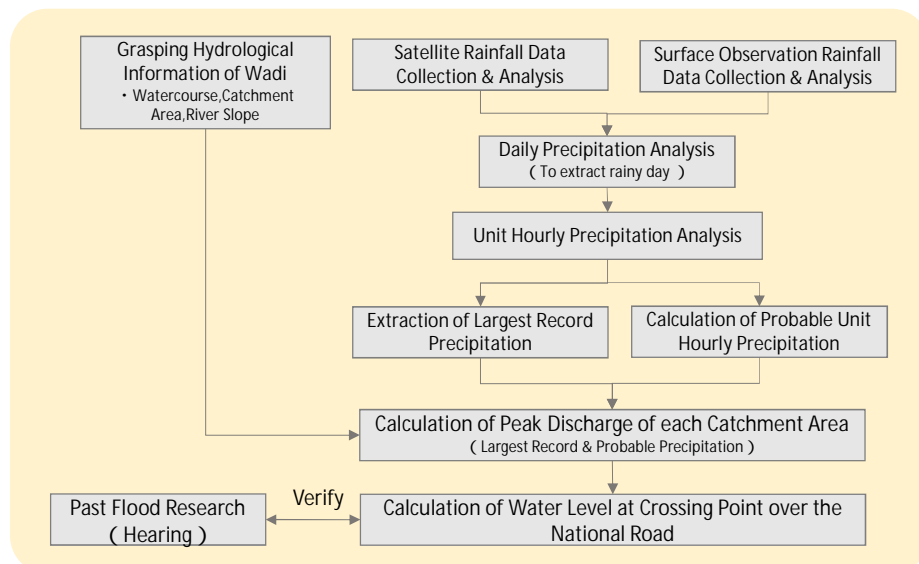 Grasping Hydrological
Information of Wadi
・ Watercourse,Catchment
Area,River Slope
Satellite Rainfall Data
Collection & Analysis
Surface Observation Rainfall
Data Collection & Analysis
Daily Precipitation Analysis
( To extract rainy day )
Unit Hourly Precipitation Analysis
Extraction of Largest Record
Precipitation
Calculation of Probable Unit
Hourly Precipitation
Calculation of Peak Discharge of each Catchment Area
( Largest Record & Probable Precipitation )
Past Flood Research
( Hearing )
Verify
Calculation of Water Level at Crossing Point over the
National Road